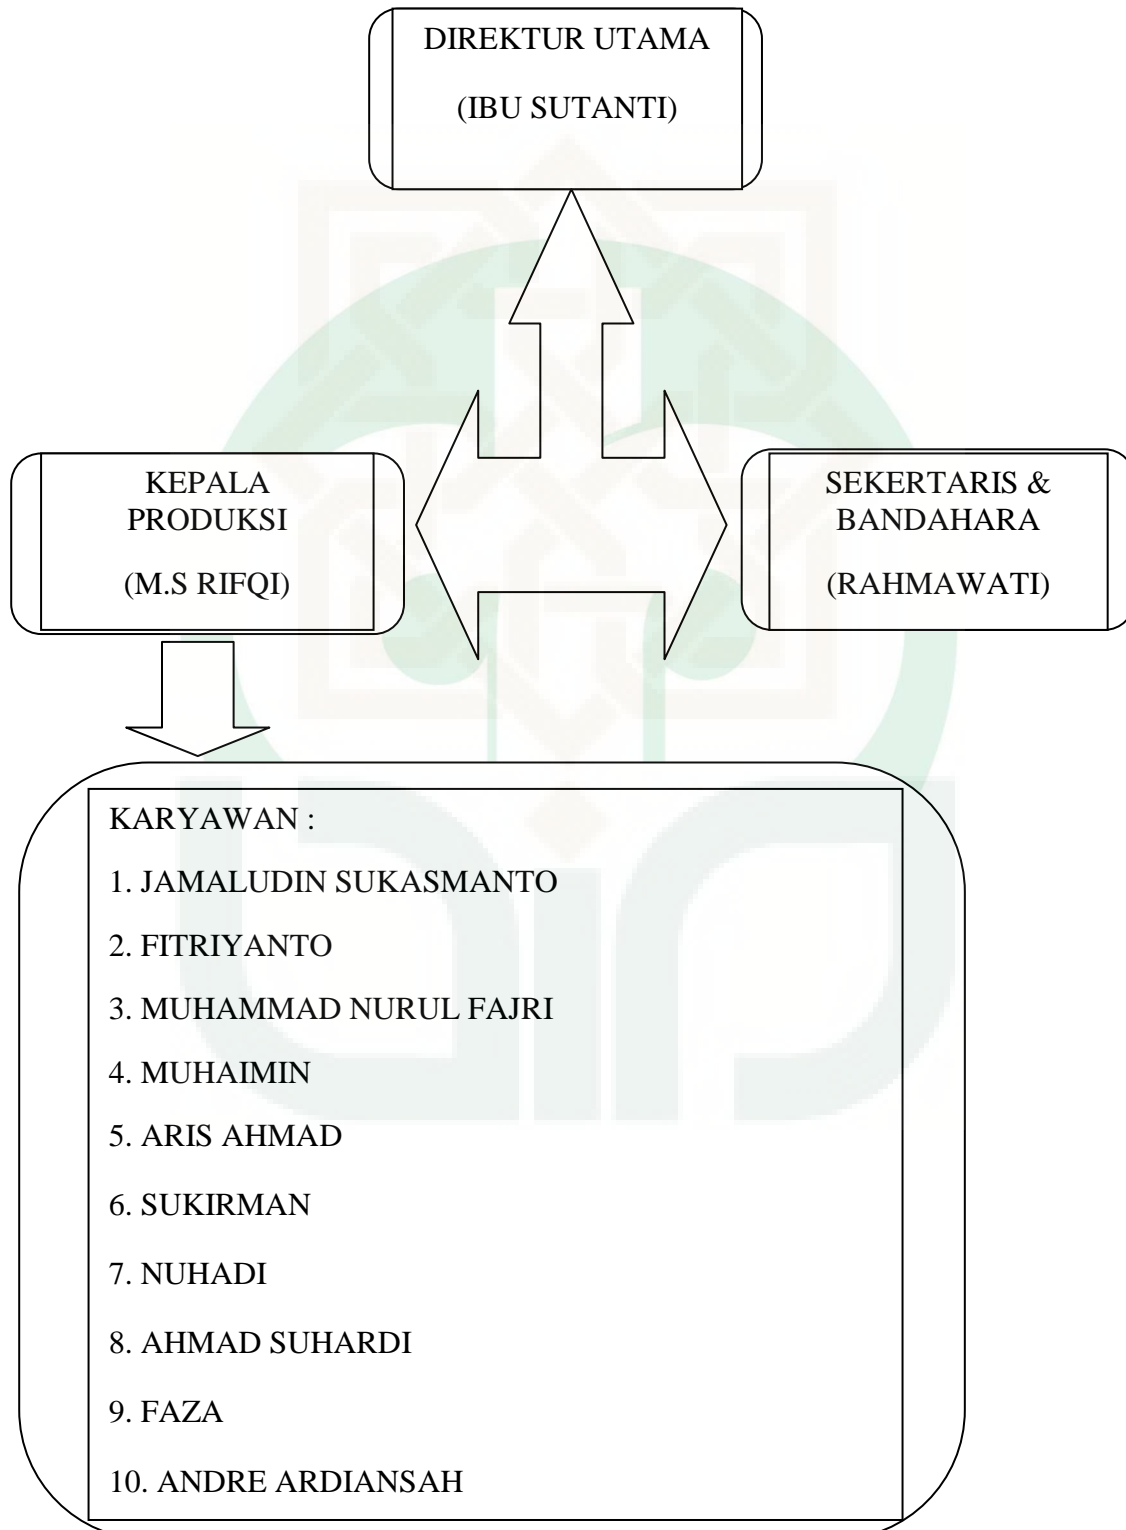 DIREKTUR UTAMA
(IBU SUTANTI)
KEPALA
PRODUKSI
(M.S RIFQI)
SEKERTARIS &
BANDAHARA
(RAHMAWATI)
KARYAWAN :
1. JAMALUDIN SUKASMANTO
2. FITRIYANTO
3. MUHAMMAD NURUL FAJRI
4. MUHAIMIN
5. ARIS AHMAD
6. SUKIRMAN
7. NUHADI
8. AHMAD SUHARDI
9. FAZA
10. ANDRE ARDIANSAH